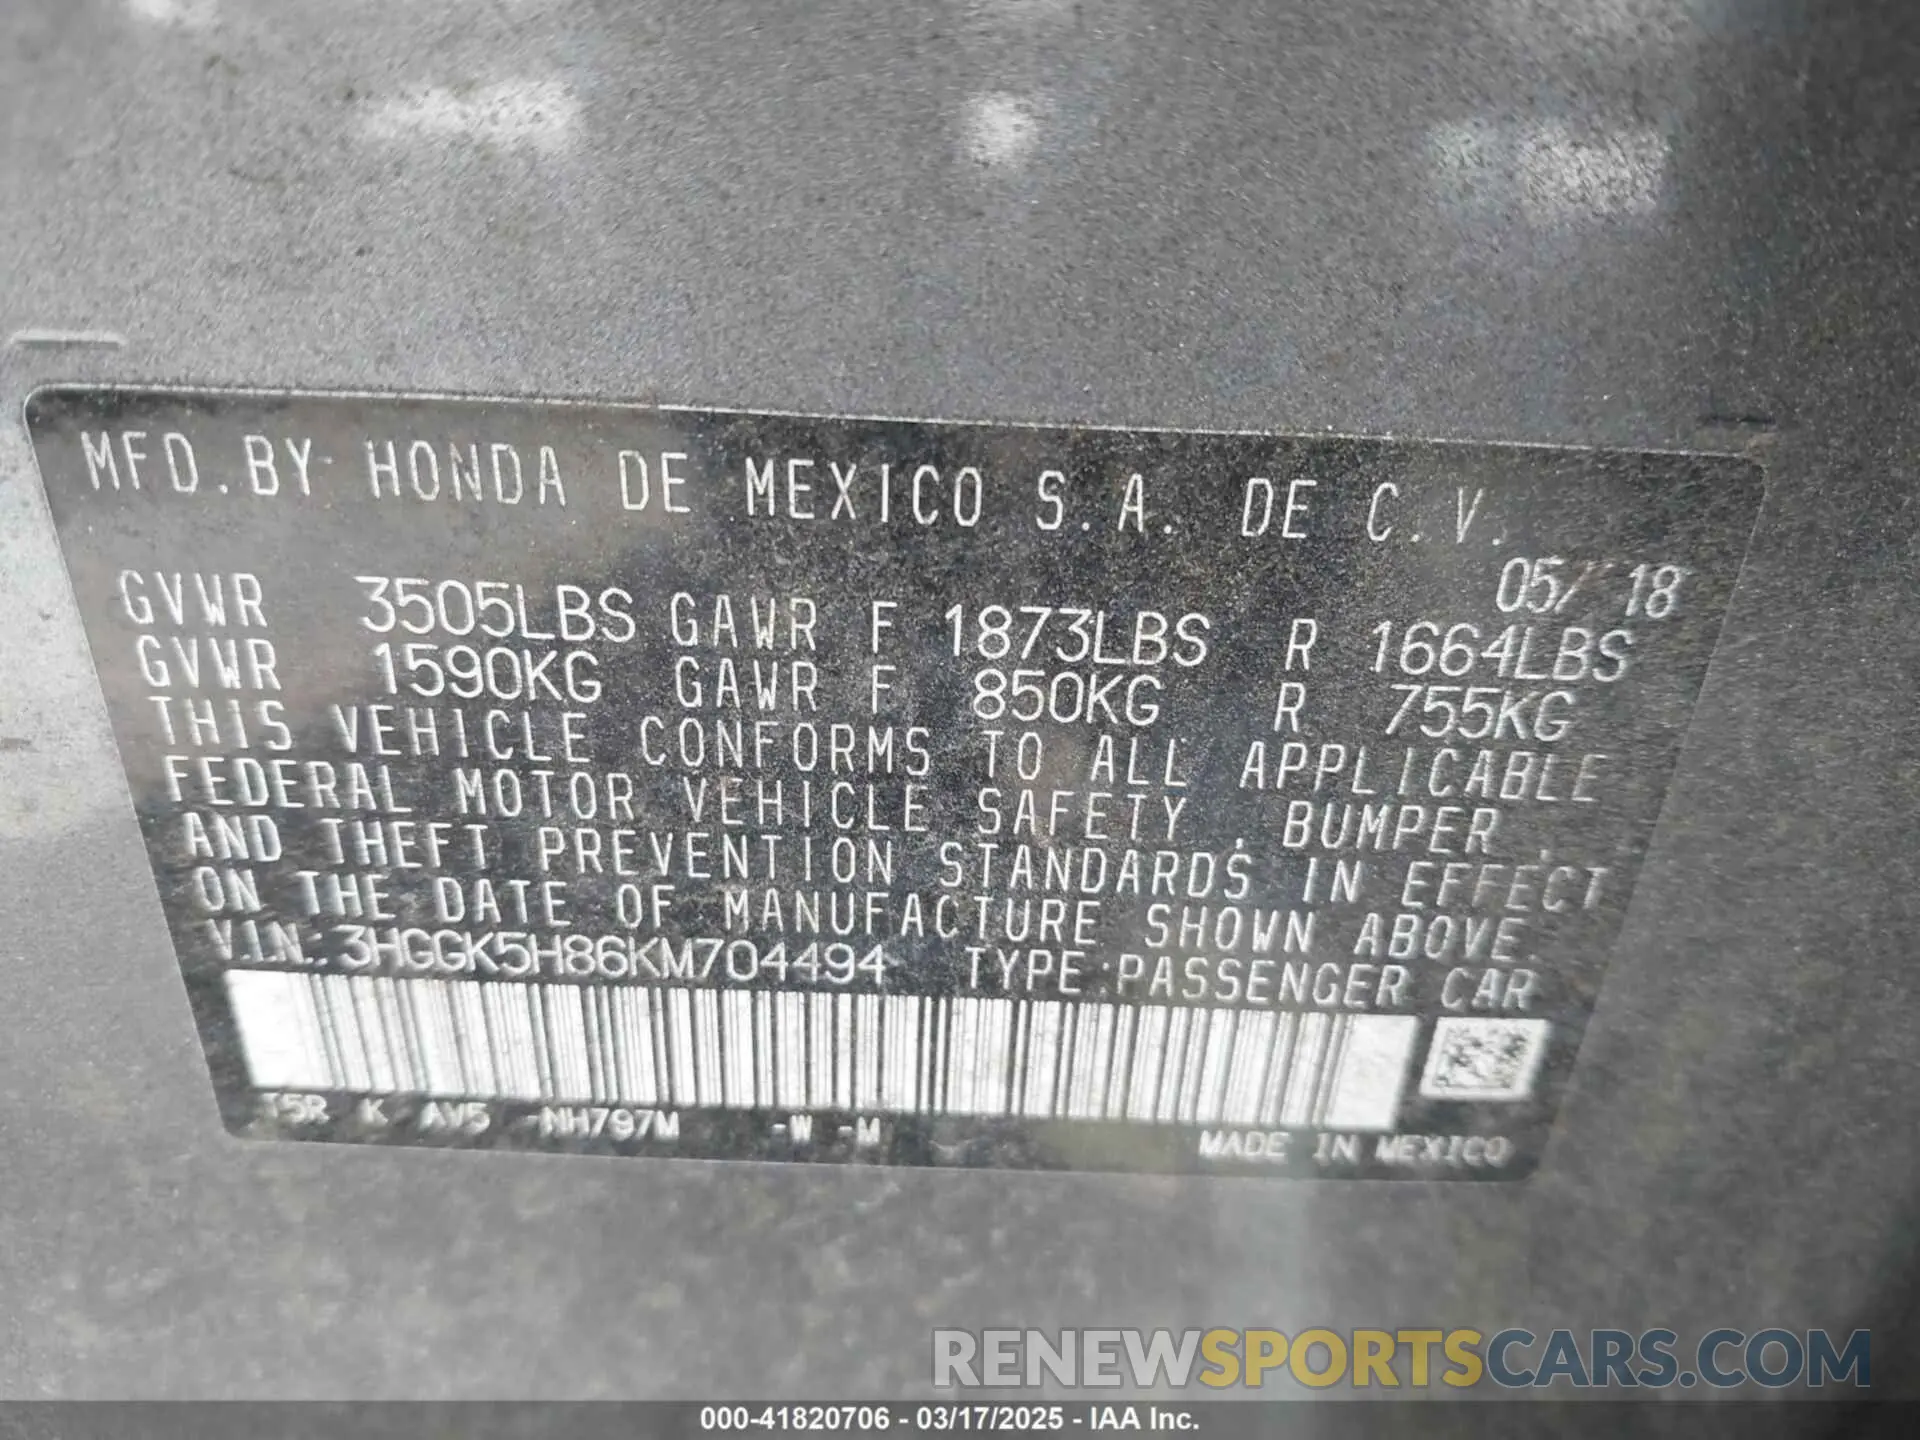 MFD. BY HONDA DE MEXICO S.A. DE C.V.
05/ 18
GVWR 3505LBS GAWR F 1873LBS R 1664LBS
GVWR 1590KG GAWR F 850KG R 755KG
THIS VEHICLE CONFORMS TO ALL APPLICABLE
FEDERAL MOTOR VEHICLE SAFETY , BUMPER ,
AND THEFT PREVENTION STANDARDS IN EFFECT
ON THE DATE OF MANUFACTURE SHOWN ABOVE.
V.I.N.: 3HGGK5H86KM704494 TYPE:PASSENGER CAR
T5R K AV5 -NH797M -W -M
MADE IN MEXICO
RENEWSPORTSCARS.COM
000-41820706 - 03/17/2025 - IAA Inc.